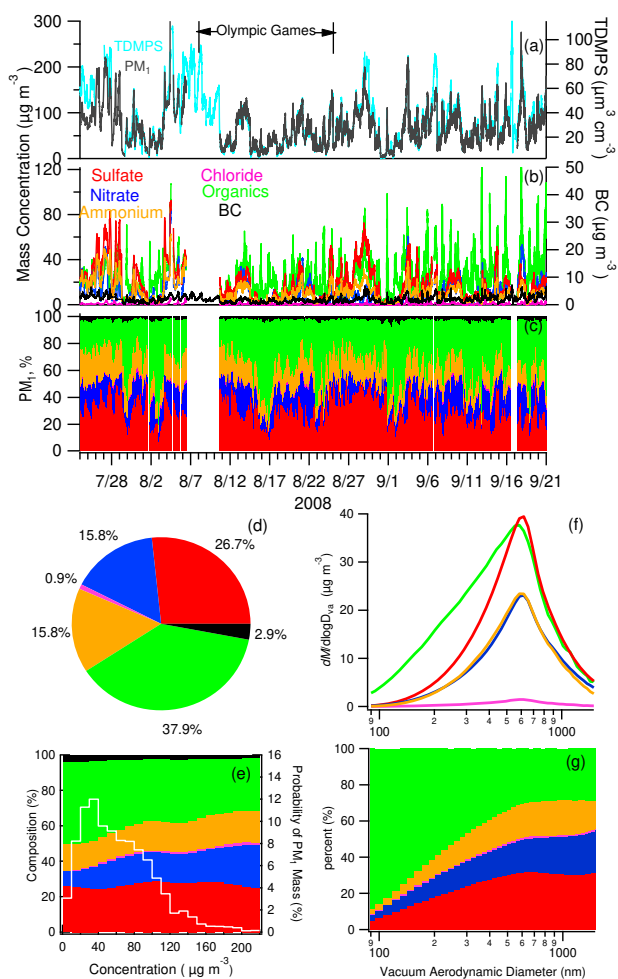 300
200
100
0
Mass Concentration (µg m⁻³)
Olympic Games
TDMPS
PM₁
(a)
100
80
60
40
20
TDMPS (µm³ cm⁻³)
120
80
40
0
Sulfate
Chloride
Nitrate
Organics
Ammonium
BC
(b)
50
40
30
20
10
0
BC (µg m⁻³)
100
80
60
40
20
0
PM₁, %
(c)
7/28 8/2 8/7 8/12 8/17 8/22 8/27 9/1 9/6 9/11 9/16 9/21
2008
(d)
15.8%
26.7%
0.9%
15.8%
2.9%
37.9%
(f)
40
30
20
10
0
dM/dlogDva (µg m⁻³)
9 100 2 3 4 5 6 7 8 9 1000
(e)
100
80
60
40
20
0
Composition (%)
16
14
12
10
8
6
4
2
0
Probability of PM₁ Mass (%)
0 40 80 120 160 200
Concentration ( µg m⁻³)
(g)
100
80
60
40
20
0
percent (%)
9 100 2 3 4 5 6 7 8 9 1000
Vacuum Aerodynamic Diameter (nm)